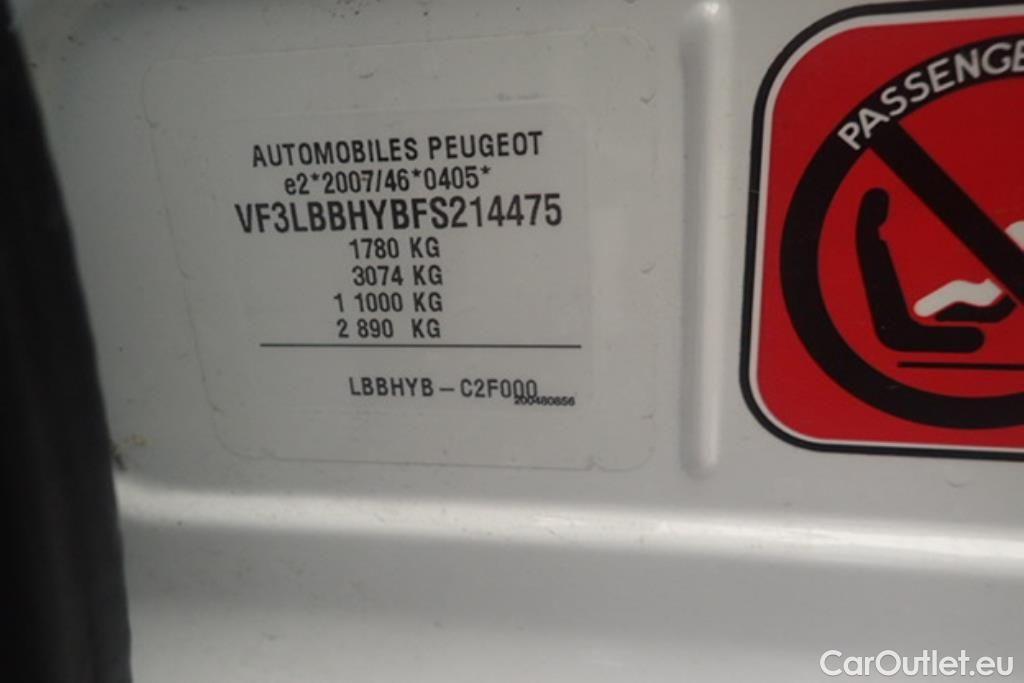 AUTOMOBILES PEUGEOT
e2*2007/46*0405*
VF3LBBHYBFS214475
1780 KG
3074 KG
1 1000 KG
2 890 KG
LBBHYB-C2F000
200480856
PASSENGE
CarOutlet.eu